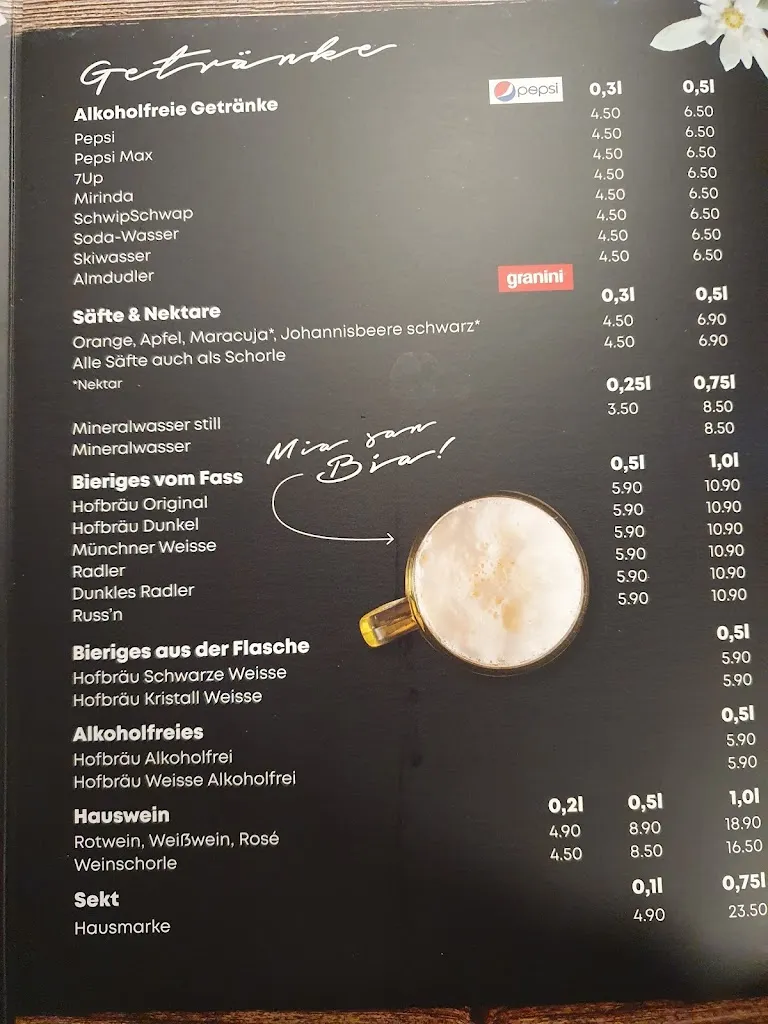 Getränke
Alkoholfreie Getränke pepsi 0,3l 0,5l
Pepsi 4.50 6.50
Pepsi Max 4.50 6.50
7Up 4.50 6.50
Mirinda 4.50 6.50
SchwipSchwap 4.50 6.50
Soda-Wasser 4.50 6.50
Skiwasser 4.50 6.50
Almdudler 4.50 6.50
granini
Säfte & Nektare 0,3l 0,5l
Orange, Apfel, Maracuja*, Johannisbeere schwarz* 4.50 6.90
Alle Säfte auch als Schorle 4.50 6.90
*Nektar
0,25l 0,75l
Mineralwasser still 3.50 8.50
Mineralwasser 8.50
Mia san
Bia!
Bieriges vom Fass 0,5l 1,0l
Hofbräu Original 5.90 10.90
Hofbräu Dunkel 5.90 10.90
Münchner Weisse 5.90 10.90
Radler 5.90 10.90
Dunkles Radler 5.90 10.90
Russ'n 5.90 10.90
Bieriges aus der Flasche 0,5l
Hofbräu Schwarze Weisse 5.90
Hofbräu Kristall Weisse 5.90
Alkoholfreies 0,5l
Hofbräu Alkoholfrei 5.90
Hofbräu Weisse Alkoholfrei 5.90
Hauswein 0,2l 0,5l 1,0l
Rotwein, Weißwein, Rosé 4.90 8.90 18.90
Weinschorle 4.50 8.50 16.50
Sekt 0,1l 0,75l
Hausmarke 4.90 23.50